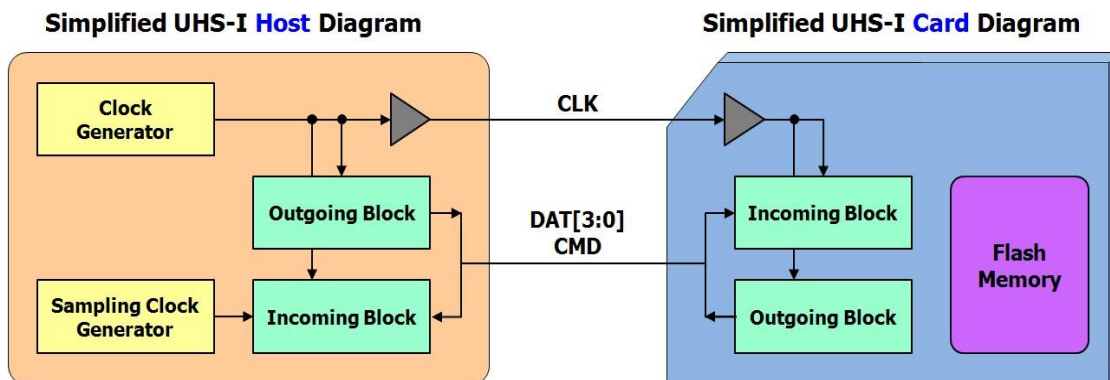 Simplified UHS-I Host Diagram
Simplified UHS-I Card Diagram
Clock
Generator
CLK
Outgoing Block
Incoming Block
DAT[3:0]
CMD
Flash
Memory
Sampling Clock
Generator
Incoming Block
Outgoing Block